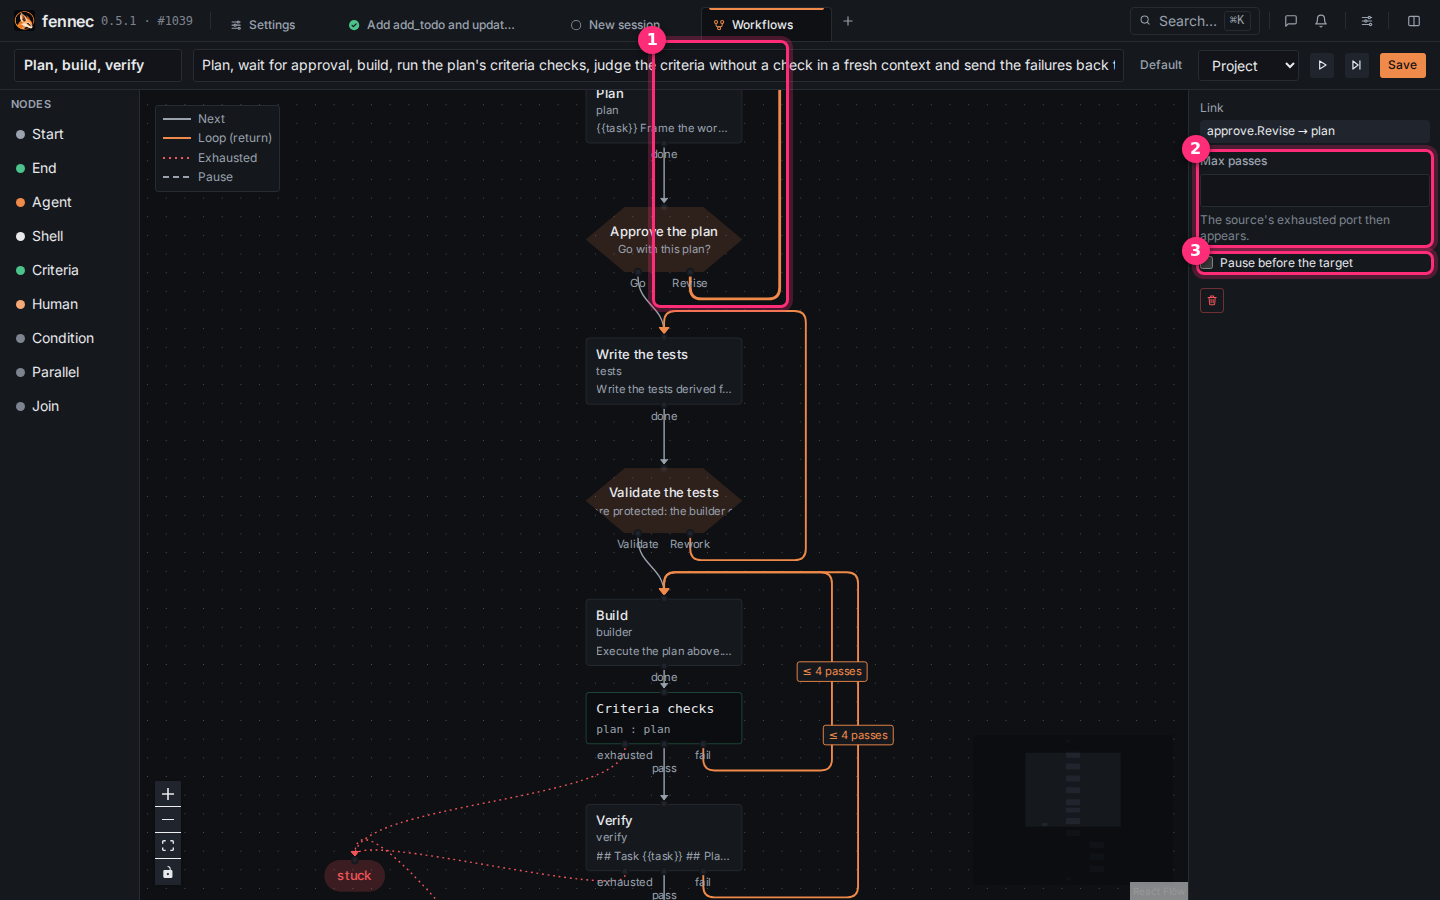 fennec 0.5.1 · #1039
Settings
Add add_todo and updat...
New session
Workflows
Search... ⌘K
Plan, build, verify
Plan, wait for approval, build, run the plan's criteria checks, judge the criteria without a check in a fresh context and send the failures back
Default
Project
Save
NODES
Start
End
Agent
Shell
Criteria
Human
Condition
Parallel
Join
Next
Loop (return)
Exhausted
Pause
1
Plan
plan
{{task}} Frame the wor...
done
Approve the plan
Go with this plan?
Go
Revise
Write the tests
tests
Write the tests derived f...
done
Validate the tests
re protected: the builder
Validate
Rework
Build
builder
Execute the plan above....
done
≤ 4 passes
Criteria checks
plan : plan
≤ 4 passes
exhausted
pass
fail
Verify
verify
## Task {{task}} ## Pla...
stuck
exhausted
pass
fail
Link
approve.Revise → plan
2
Max passes
The source's exhausted port then
appears.
3
Pause before the target
React Flow